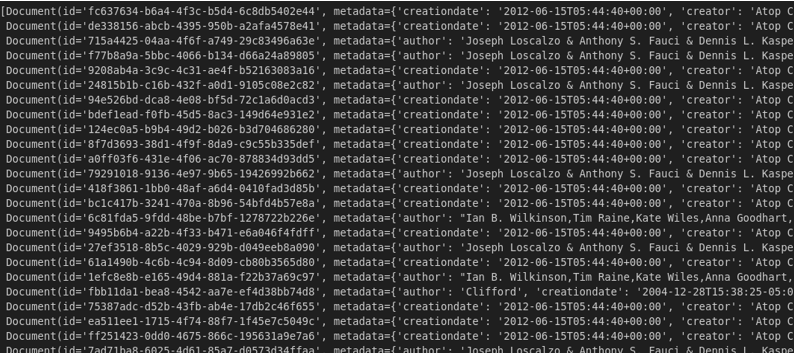 [Document(id='fc637634-b6a4-4f3c-b5d4-6c8db5402e44', metadata={'creationdate': '2012-06-15T05:44:40+00:00', 'creator': 'Atop C
Document(id='de338156-abcb-4395-950b-a2afa4578e41', metadata={'creationdate': '2012-06-15T05:44:40+00:00', 'creator': 'Atop C
Document(id='715a4425-04aa-4f6f-a749-29c83496a63e', metadata={'author': 'Joseph Loscalzo & Anthony S. Fauci & Dennis L. Kaspe
Document(id='f77b8a9a-5bbc-4066-b134-d66a24a89805', metadata={'author': 'Joseph Loscalzo & Anthony S. Fauci & Dennis L. Kaspe
Document(id='9208ab4a-3c9c-4c31-ae4f-b52163083a16', metadata={'creationdate': '2012-06-15T05:44:40+00:00', 'creator': 'Atop C
Document(id='24815b1b-c16b-432f-a0d1-9105c08e2c82', metadata={'author': 'Joseph Loscalzo & Anthony S. Fauci & Dennis L. Kaspe
Document(id='94e526bd-dca8-4e08-bf5d-72c1a6d0acd3', metadata={'creationdate': '2012-06-15T05:44:40+00:00', 'creator': 'Atop C
Document(id='bdef1ead-f0fb-45d5-8ac3-149d64e931e2', metadata={'creationdate': '2012-06-15T05:44:40+00:00', 'creator': 'Atop C
Document(id='124ec0a5-b9b4-49d2-b026-b3d704686280', metadata={'creationdate': '2012-06-15T05:44:40+00:00', 'creator': 'Atop C
Document(id='8f7d3693-38d1-4f9f-8da9-c9c55b335def', metadata={'creationdate': '2012-06-15T05:44:40+00:00', 'creator': 'Atop C
Document(id='a0ff03f6-431e-4f06-ac70-878834d93dd5', metadata={'creationdate': '2012-06-15T05:44:40+00:00', 'creator': 'Atop C
Document(id='79291018-9136-4e97-9b65-19426992b662', metadata={'author': 'Joseph Loscalzo & Anthony S. Fauci & Dennis L. Kaspe
Document(id='418f3861-1bb0-48af-a6d4-0410fad3d85b', metadata={'creationdate': '2012-06-15T05:44:40+00:00', 'creator': 'Atop C
Document(id='bc1c417b-3241-470a-8b96-54bfd4b57e8a', metadata={'creationdate': '2012-06-15T05:44:40+00:00', 'creator': 'Atop C
Document(id='6c81fda5-9fdd-48be-b7bf-1278722b226e', metadata={'author': "Ian B. Wilkinson,Tim Raine,Kate Wiles,Anna Goodhart,
Document(id='9495b6b4-a22b-4f33-b471-e6a046f4fdff', metadata={'creationdate': '2012-06-15T05:44:40+00:00', 'creator': 'Atop C
Document(id='27ef3518-8b5c-4029-929b-d049eeb8a090', metadata={'author': 'Joseph Loscalzo & Anthony S. Fauci & Dennis L. Kaspe
Document(id='61a1490b-4c6b-4c94-8d09-cb80b3565d80', metadata={'creationdate': '2012-06-15T05:44:40+00:00', 'creator': 'Atop C
Document(id='1efc8e8b-e165-49d4-881a-f22b37a69c97', metadata={'author': "Ian B. Wilkinson,Tim Raine,Kate Wiles,Anna Goodhart,
Document(id='fbb11da1-bea8-4542-aa7e-ef4d38bb74d8', metadata={'author': 'Clifford', 'creationdate': '2004-12-28T15:38:25-05:0
Document(id='75387adc-d52b-43fb-ab4e-17db2c46f655', metadata={'creationdate': '2012-06-15T05:44:40+00:00', 'creator': 'Atop C
Document(id='ea511ee1-1715-4f74-88f7-1f45e7c5049c', metadata={'creationdate': '2012-06-15T05:44:40+00:00', 'creator': 'Atop C
Document(id='ff251423-0dd0-4675-866c-195631a9e7a6', metadata={'creationdate': '2012-06-15T05:44:40+00:00', 'creator': 'Atop C
Document(id='7ad71ba8-6025-4d61-85a7-d0573d34ffaa', metadata={'author': 'Joseph Loscalzo & Anthony S. Fauci & Dennis L. Kaspe